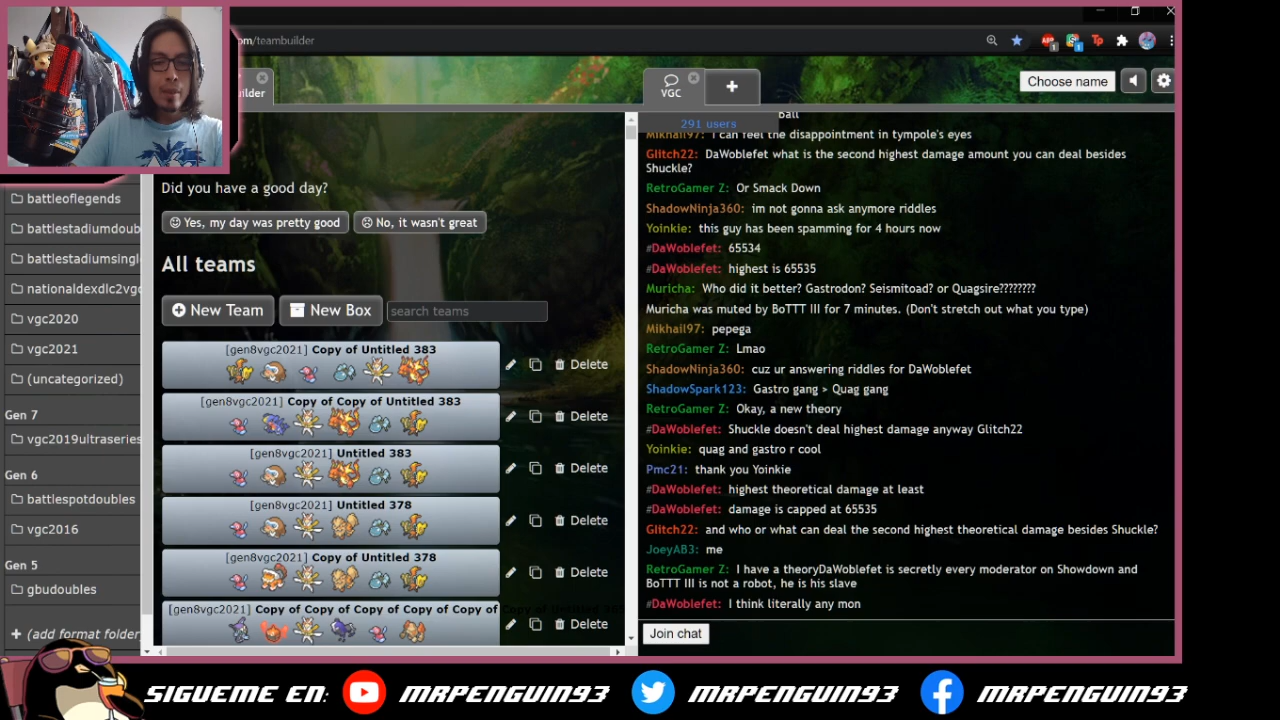 om/teambuilder
ilder
VGC
Choose name
291 users
ball
Mikhail97: I can feel the disappointment in tympole's eyes
Glitch22: DaWoblefet what is the second highest damage amount you can deal besides
Shuckle?
RetroGamer Z: Or Smack Down
ShadowNinja360: im not gonna ask anymore riddles
Yoinkie: this guy has been spamming for 4 hours now
#DaWoblefet: 65534
#DaWoblefet: highest is 65535
Muricha: Who did it better? Gastrodon? Seismitoad? or Quagsire????????
Muricha was muted by BoTTT III for 7 minutes. (Don't stretch out what you type)
Mikhail97: pepega
RetroGamer Z: Lmao
ShadowNinja360: cuz ur answering riddles for DaWoblefet
ShadowSpark123: Gastro gang > Quag gang
RetroGamer Z: Okay, a new theory
#DaWoblefet: Shuckle doesn't deal highest damage anyway Glitch22
Yoinkie: quag and gastro r cool
Pmc21: thank you Yoinkie
#DaWoblefet: highest theoretical damage at least
#DaWoblefet: damage is capped at 65535
Glitch22: and who or what can deal the second highest theoretical damage besides Shuckle?
JoeyAB3: me
RetroGamer Z: I have a theoryDaWoblefet is secretly every moderator on Showdown and
BoTTT III is not a robot, he is his slave
#DaWoblefet: I think literally any mon
Join chat
battleoflegends
battlestadiumdoub
battlestadiumsingl
nationaldexdlc2vgc
vgc2020
vgc2021
(uncategorized)
Gen 7
vgc2019ultraseries
Gen 6
battlespotdoubles
vgc2016
Gen 5
gbudoubles
(add format folder
Did you have a good day?
Yes, my day was pretty good
No, it wasn't great
All teams
New Team
New Box
search teams
[gen8vgc2021] Copy of Untitled 383
Delete
[gen8vgc2021] Copy of Copy of Untitled 383
Delete
[gen8vgc2021] Untitled 383
Delete
[gen8vgc2021] Untitled 378
Delete
[gen8vgc2021] Copy of Untitled 378
Delete
[gen8vgc2021] Copy of Copy of Copy of Copy of Copy of
Delete
SIGUEME EN: MRPENGUIN93 MRPENGUIN93 MRPENGUIN93